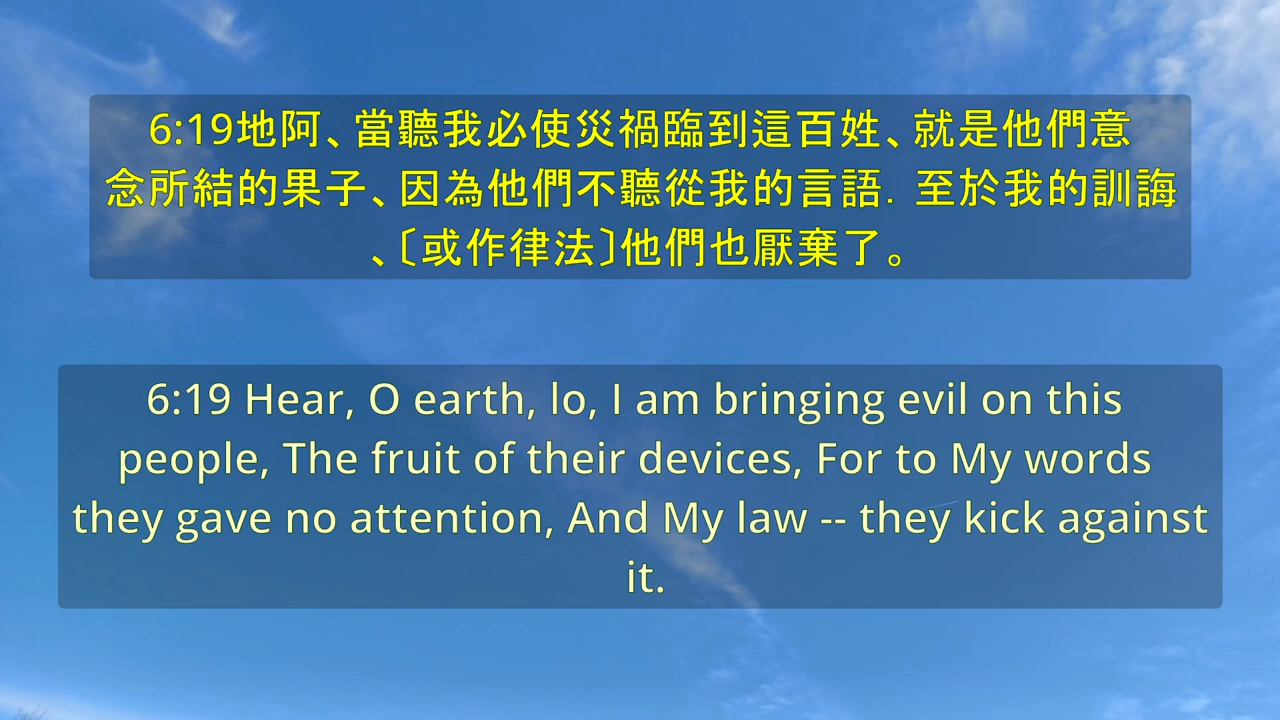 6:19地阿、當聽我必使災禍臨到這百姓、就是他們意
念所結的果子、因為他們不聽從我的言語．至於我的訓誨
、〔或作律法〕他們也厭棄了。
6:19 Hear, O earth, lo, I am bringing evil on this
people, The fruit of their devices, For to My words
they gave no attention, And My law -- they kick against
it.